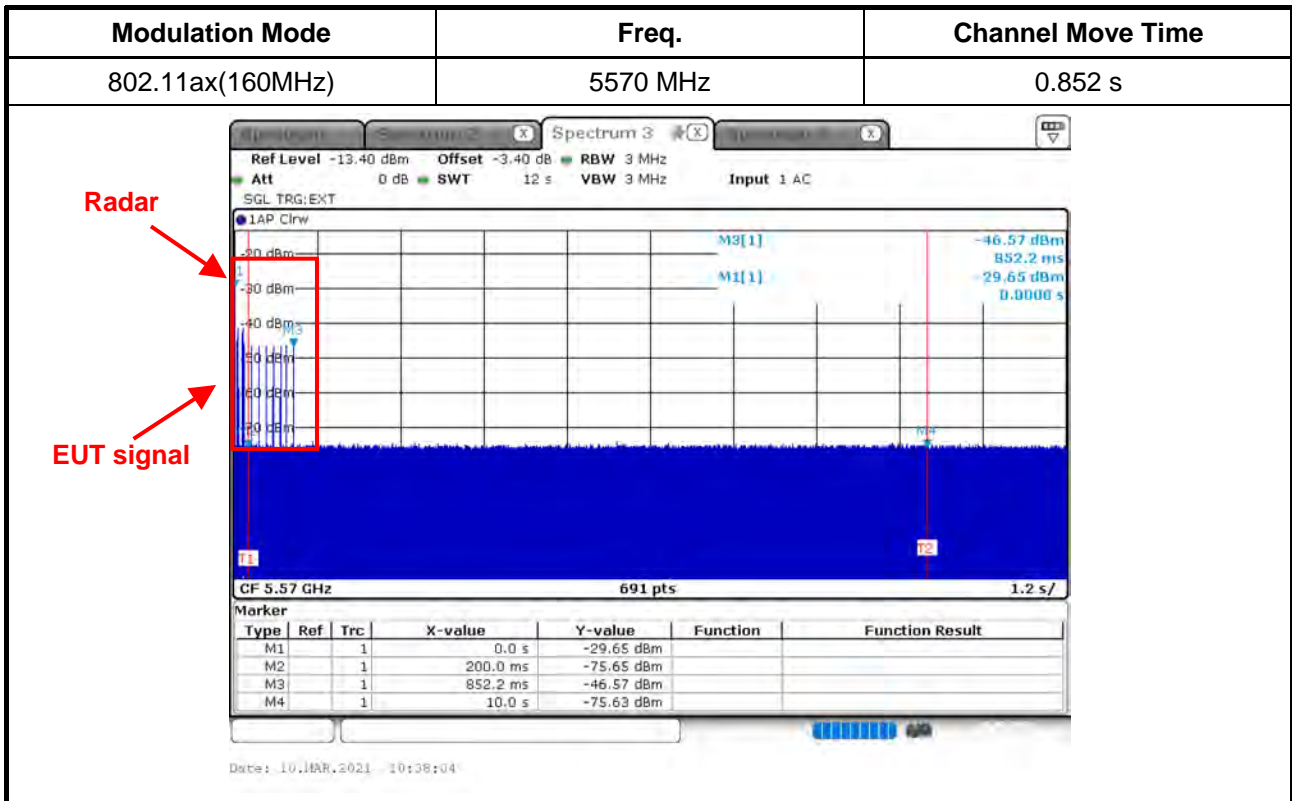 Modulation Mode Freq. Channel Move Time
802.11ax(160MHz) 5570 MHz 0.852 s
Spectrum 3
Ref Level -13.40 dBm Offset -3.40 dB RBW 3 MHz
Att 0 dB SWT 12 s VBW 3 MHz Input 1 AC
SGL TRG:EXT
Radar
1AP Clrw
M3[1] -46.57 dBm
852.2 ms
M1[1] -29.65 dBm
0.0000 s
-20 dBm
-30 dBm
-40 dBm
M3
EUT signal
M4
T1
T2
CF 5.57 GHz 691 pts 1.2 s/
Marker
Type Ref Trc X-value Y-value Function Function Result
M1 1 0.0 s -29.65 dBm
M2 1 200.0 ms -75.65 dBm
M3 1 852.2 ms -46.57 dBm
M4 1 10.0 s -75.63 dBm
Date: 10.MAR.2021 10:38:04